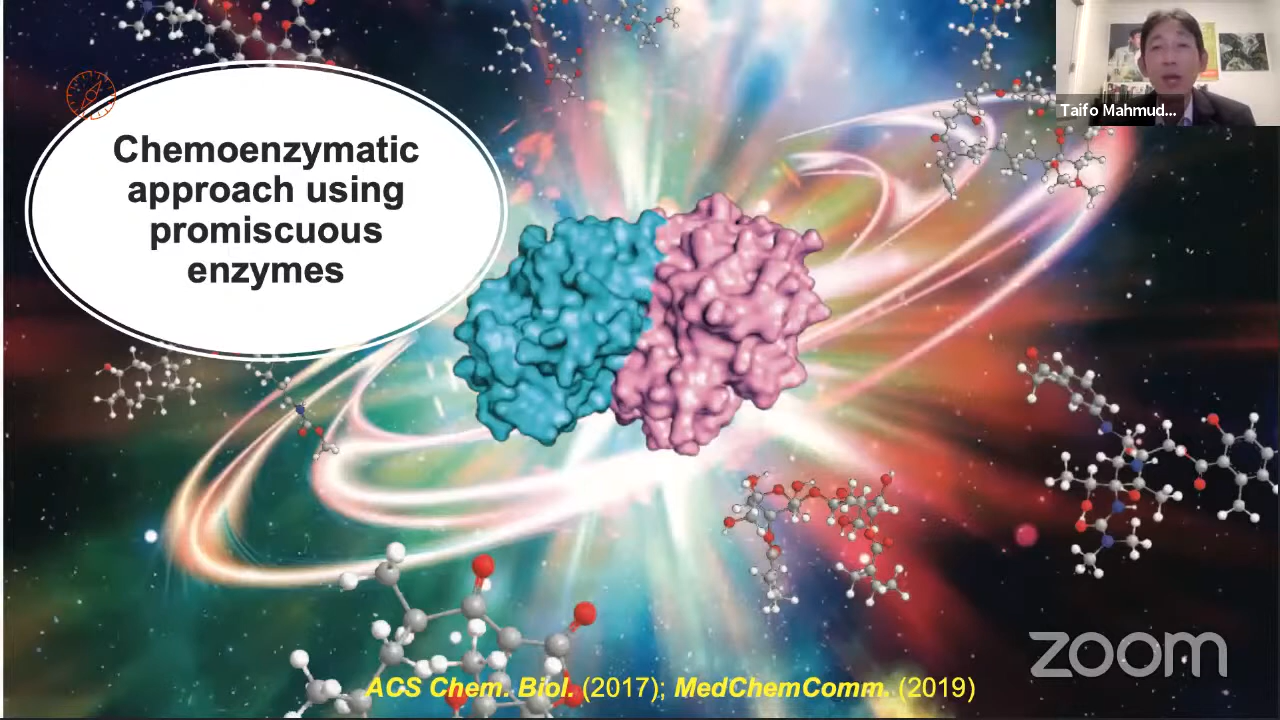 Chemoenzymatic
approach using
promiscuous
enzymes
Taifo Mahmud...
zoom
ACS Chem. Biol. (2017); MedChemComm. (2019)